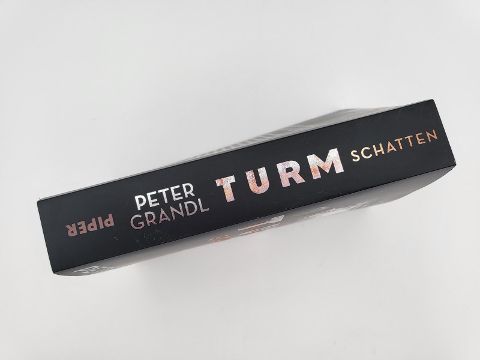 PIPER
PETER
GRANDL
TURM
SCHATTEN